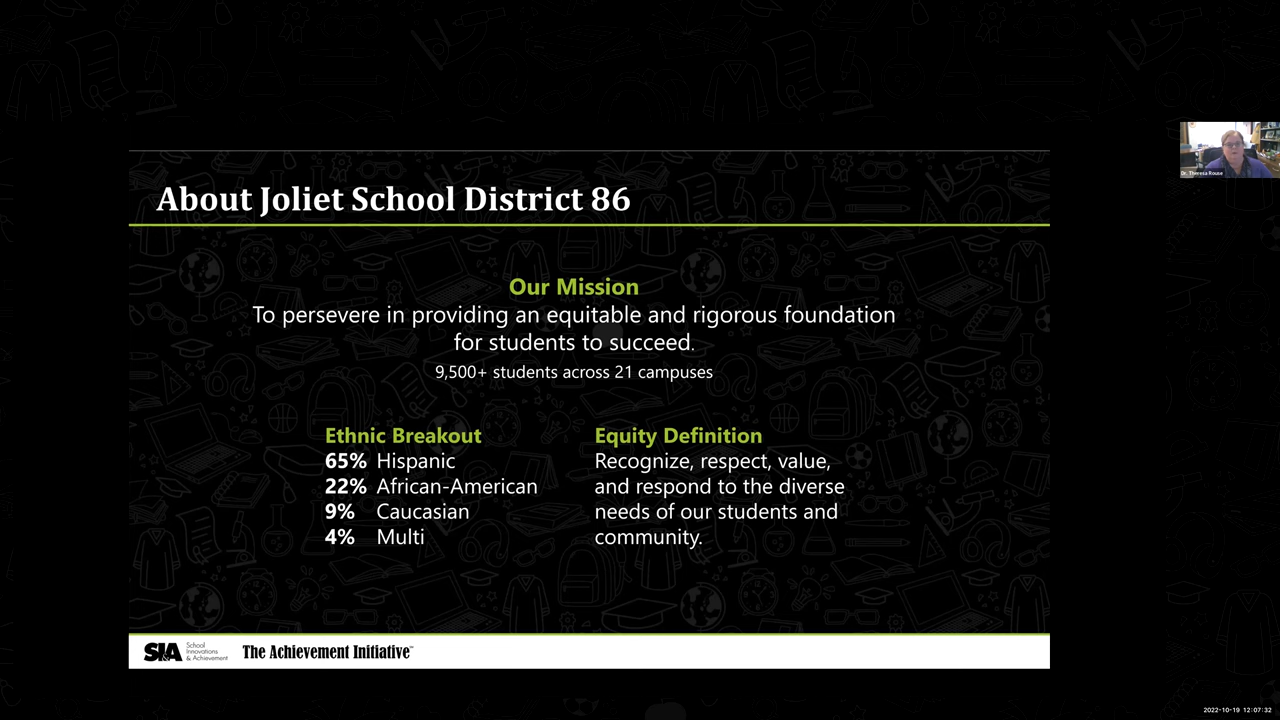 About Joliet School District 86
Our Mission
To persevere in providing an equitable and rigorous foundation
for students to succeed.
9,500+ students across 21 campuses
Ethnic Breakout
65% Hispanic
22% African-American
9% Caucasian
4% Multi
Equity Definition
Recognize, respect, value,
and respond to the diverse
needs of our students and
community.
SI&A
School
Innovations
& Achievement
The Achievement Initiative™
Dr. Theresa Rouse
2022-10-19 12:07:32